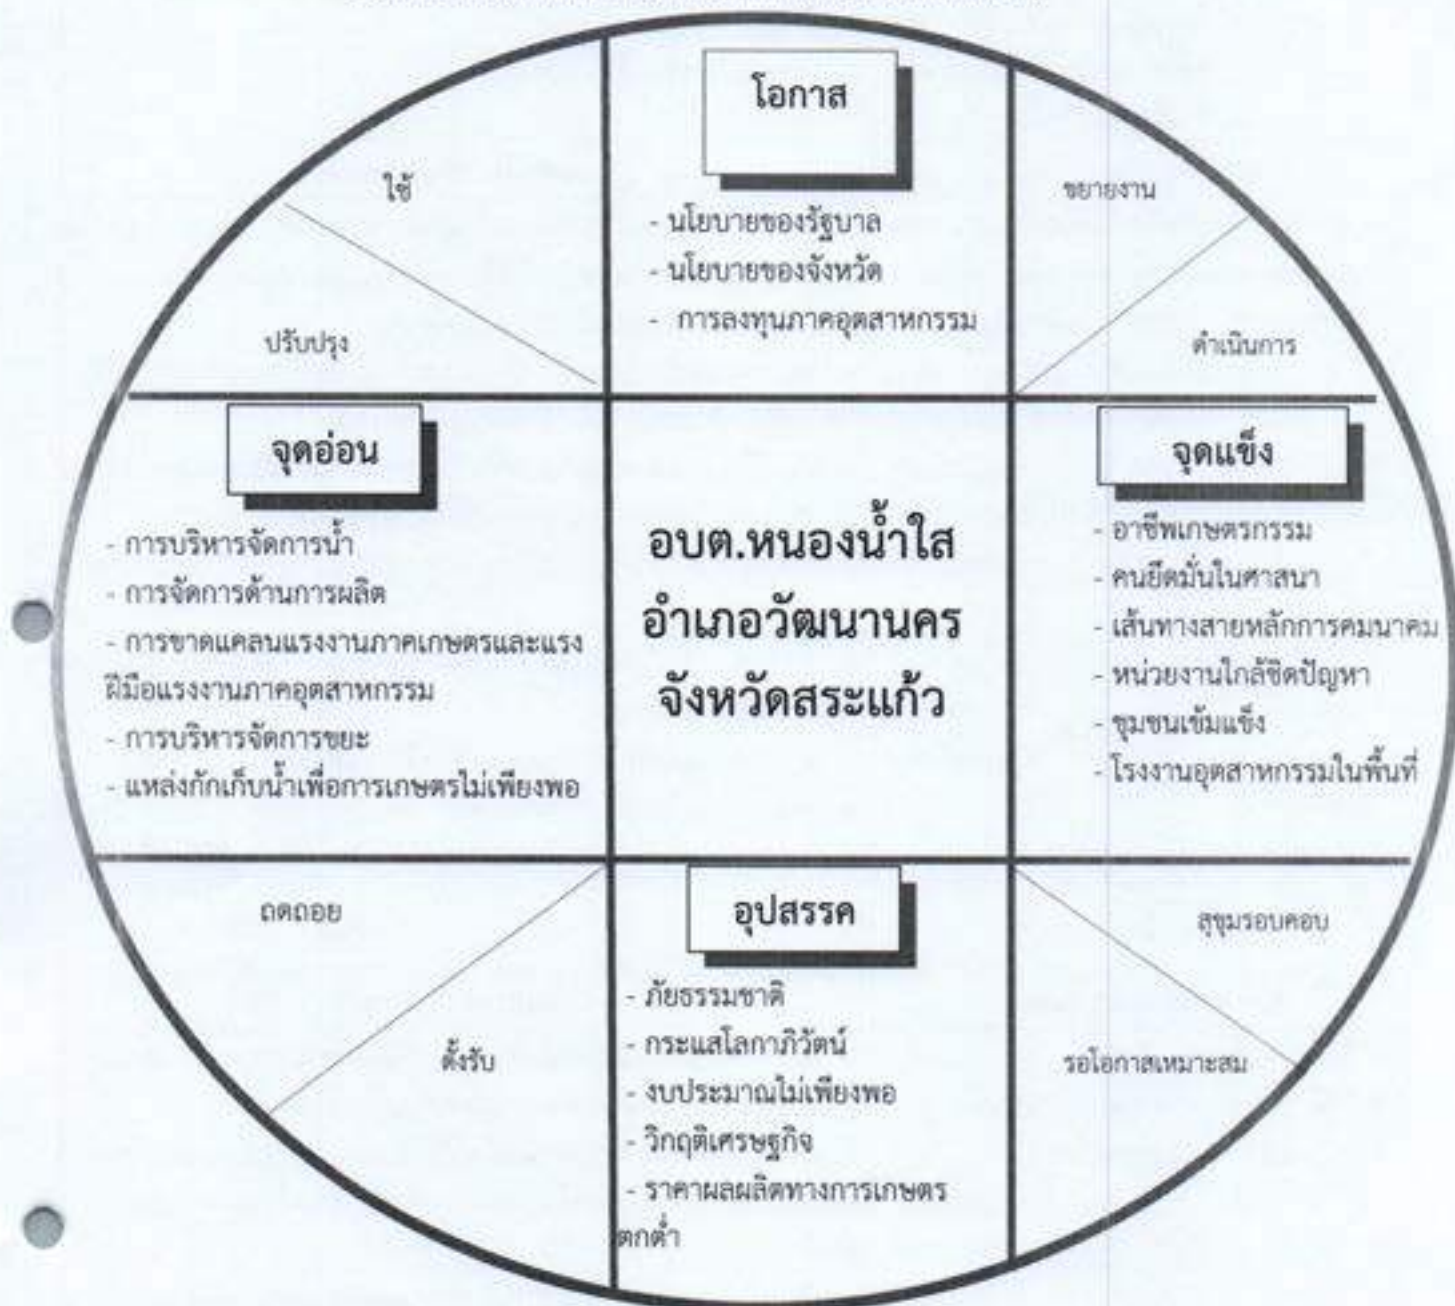 โอกาส
- นโยบายของรัฐบาล
- นโยบายของจังหวัด
- การลงทุนภาคอุตสาหกรรม
ใช้
ปรับปรุง
ขยายงาน
ดำเนินการ
จุดอ่อน
- การบริหารจัดการน้ำ
- การจัดการด้านการผลิต
- การขาดแคลนแรงงานภาคเกษตรและแรง
ฝีมือแรงงานภาคอุตสาหกรรม
- การบริหารจัดการขยะ
- แหล่งกักเก็บน้ำเพื่อการเกษตรไม่เพียงพอ
อบต.หนองน้ำใส
อำเภอวัฒนานคร
จังหวัดสระแก้ว
จุดแข็ง
- อาชีพเกษตรกรรม
- คนยึดมั่นในศาสนา
- เส้นทางสายหลักการคมนาคม
- หน่วยงานใกล้ชิดปัญหา
- ชุมชนเข้มแข็ง
- โรงงานอุตสาหกรรมในพื้นที่
ถดถอย
ตั้งรับ
อุปสรรค
- ภัยธรรมชาติ
- กระแสโลกาภิวัตน์
- งบประมาณไม่เพียงพอ
- วิกฤติเศรษฐกิจ
- ราคาผลผลิตทางการเกษตร
ตกต่ำ
สุขุมรอบคอบ
รอโอกาสเหมาะสม